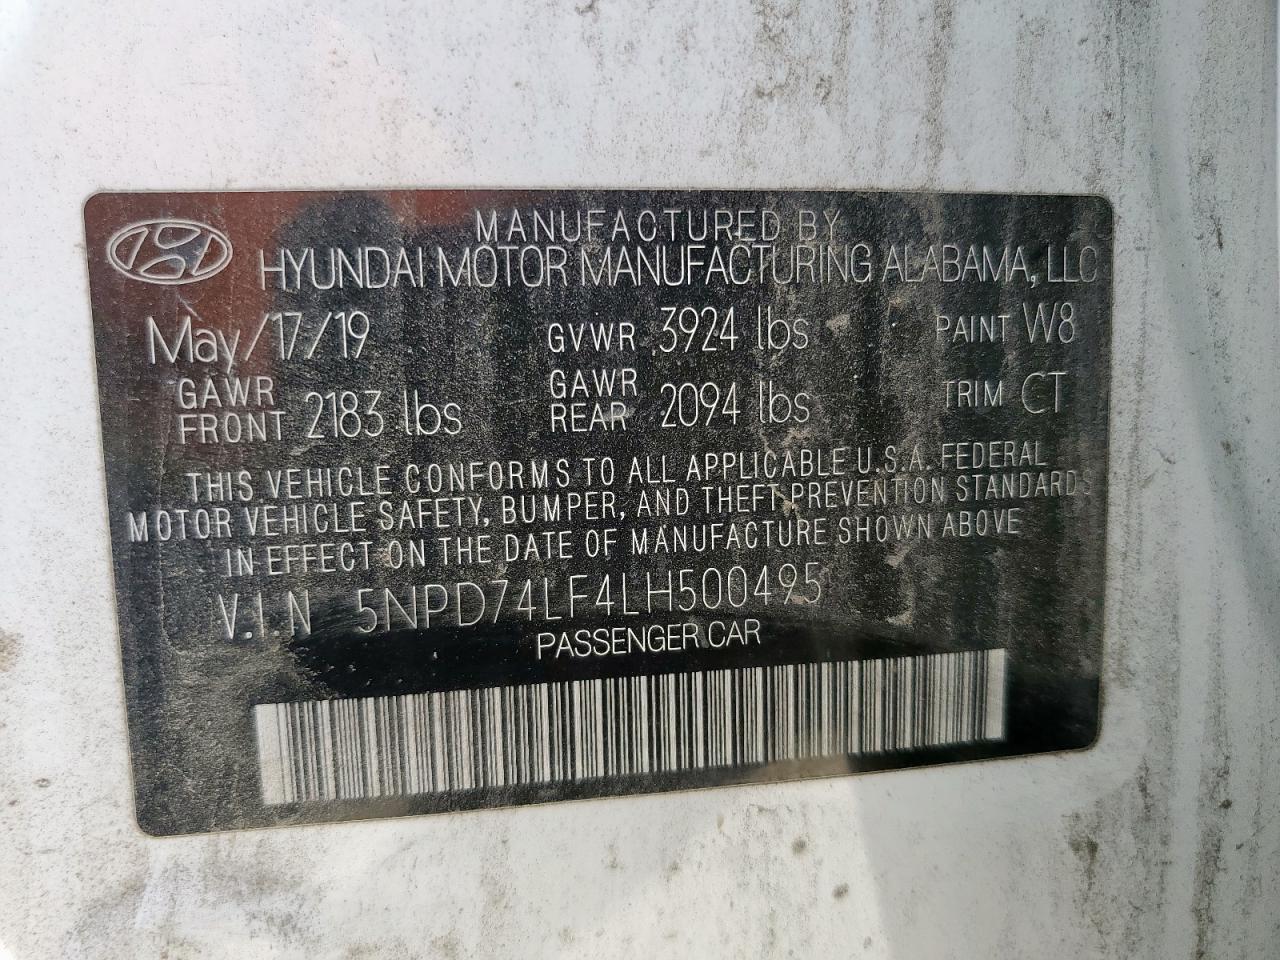 MANUFACTURED BY
HYUNDAI MOTOR MANUFACTURING ALABAMA, LLC
May/17/19 GVWR 3924 lbs PAINT W8
GAWR FRONT 2183 lbs GAWR REAR 2094 lbs TRIM CT
THIS VEHICLE CONFORMS TO ALL APPLICABLE U.S.A. FEDERAL
MOTOR VEHICLE SAFETY, BUMPER, AND THEFT PREVENTION STANDARDS
IN EFFECT ON THE DATE OF MANUFACTURE SHOWN ABOVE
V.I.N 5NPD74LF4LH500495
PASSENGER CAR